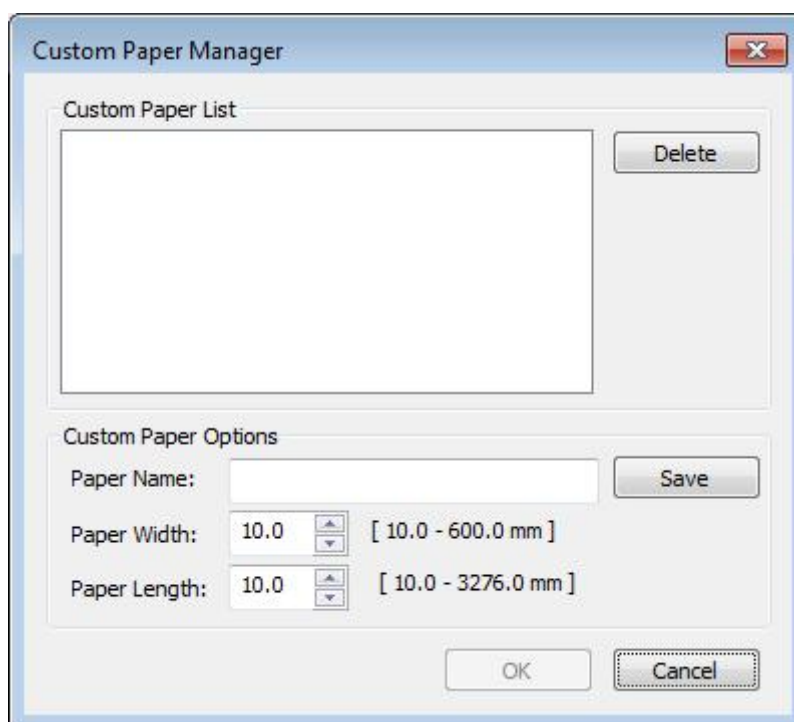 Custom Paper Manager
Custom Paper List
Delete
Custom Paper Options
Paper Name:
Save
Paper Width: 10.0 [ 10.0 - 600.0 mm ]
Paper Length: 10.0 [ 10.0 - 3276.0 mm ]
OK Cancel